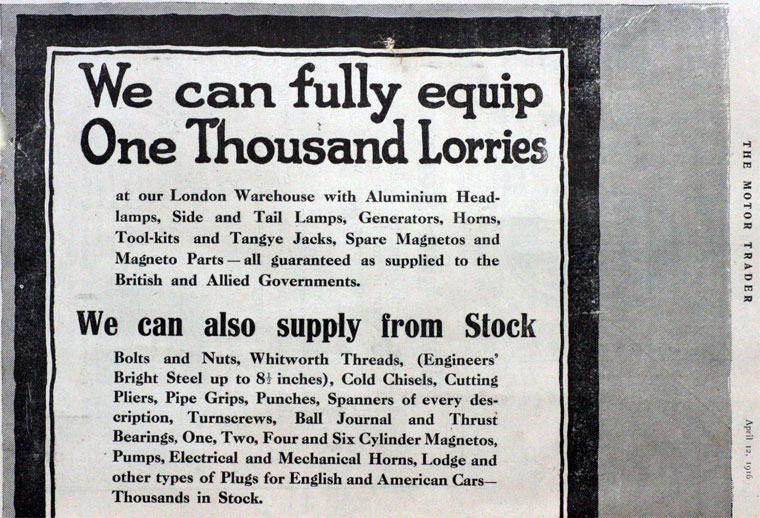 We can fully equip
One Thousand Lorries
at our London Warehouse with Aluminium Head-
lamps, Side and Tail Lamps, Generators, Horns,
Tool-kits and Tangye Jacks, Spare Magnetos and
Magneto Parts—all guaranteed as supplied to the
British and Allied Governments.
We can also supply from Stock
Bolts and Nuts, Whitworth Threads, (Engineers'
Bright Steel up to 8½ inches), Cold Chisels, Cutting
Pliers, Pipe Grips, Punches, Spanners of every des-
cription, Turnscrews, Ball Journal and Thrust
Bearings, One, Two, Four and Six Cylinder Magnetos,
Pumps, Electrical and Mechanical Horns, Lodge and
other types of Plugs for English and American Cars—
Thousands in Stock.
THE MOTOR TRADER
April 12, 1916